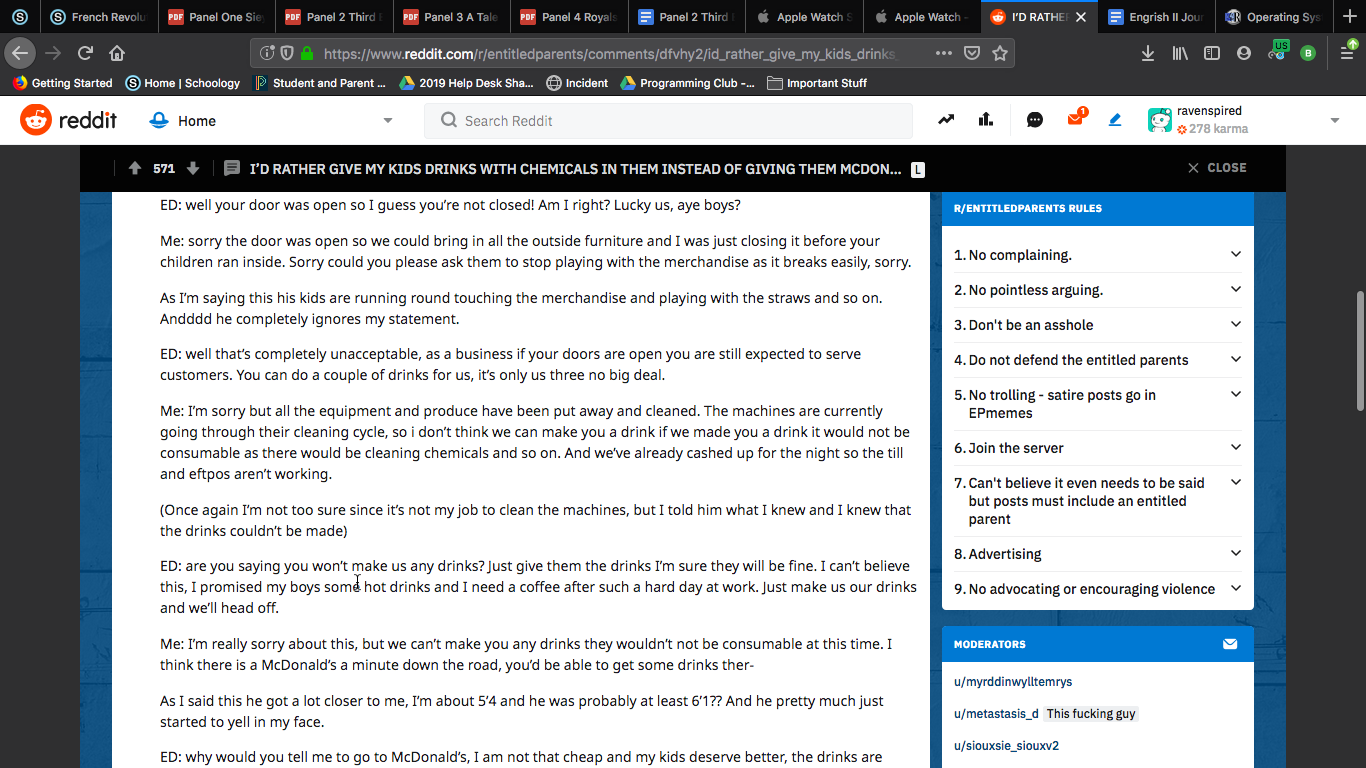 French Revolu
Panel One Sie
Panel 2 Third
Panel 3 A Tale
Panel 4 Royals
Panel 2 Third
Apple Watch S
Apple Watch -
I'D RATHE
Engrish II Jour
Operating Sys
https://www.reddit.com/r/entitledparents/comments/dfvhy2/id_rather_give_my_kids_drinks_
US
B
Getting Started
Home | Schoology
Student and Parent ...
2019 Help Desk Sha...
Incident
Programming Club -...
Important Stuff
reddit
Home
Search Reddit
1
ravenspired
278 karma
571
I'D RATHER GIVE MY KIDS DRINKS WITH CHEMICALS IN THEM INSTEAD OF GIVING THEM MCDON...
L
CLOSE
ED: well your door was open so I guess you're not closed! Am I right? Lucky us, aye boys?
Me: sorry the door was open so we could bring in all the outside furniture and I was just closing it before your
children ran inside. Sorry could you please ask them to stop playing with the merchandise as it breaks easily, sorry.
As I'm saying this his kids are running round touching the merchandise and playing with the straws and so on.
Andddd he completely ignores my statement.
ED: well that's completely unacceptable, as a business if your doors are open you are still expected to serve
customers. You can do a couple of drinks for us, it's only us three no big deal.
Me: I'm sorry but all the equipment and produce have been put away and cleaned. The machines are currently
going through their cleaning cycle, so i don't think we can make you a drink if we made you a drink it would not be
consumable as there would be cleaning chemicals and so on. And we've already cashed up for the night so the till
and eftpos aren't working.
(Once again I'm not too sure since it's not my job to clean the machines, but I told him what I knew and I knew that
the drinks couldn't be made)
ED: are you saying you won't make us any drinks? Just give them the drinks I'm sure they will be fine. I can't believe
this, I promised my boys some hot drinks and I need a coffee after such a hard day at work. Just make us our drinks
and we'll head off.
Me: I'm really sorry about this, but we can't make you any drinks they wouldn't not be consumable at this time. I
think there is a McDonald's a minute down the road, you'd be able to get some drinks ther-
As I said this he got a lot closer to me, I'm about 5'4 and he was probably at least 6'1?? And he pretty much just
started to yell in my face.
ED: why would you tell me to go to McDonald's, I am not that cheap and my kids deserve better, the drinks are
R/ENTITLEDPARENTS RULES
1. No complaining.
2. No pointless arguing.
3. Don't be an asshole
4. Do not defend the entitled parents
5. No trolling - satire posts go in
EPmemes
6. Join the server
7. Can't believe it even needs to be said
but posts must include an entitled
parent
8. Advertising
9. No advocating or encouraging violence
MODERATORS
u/myrddinwylltemrys
u/metastasis_d This fucking guy
u/siouxsie_siouxv2